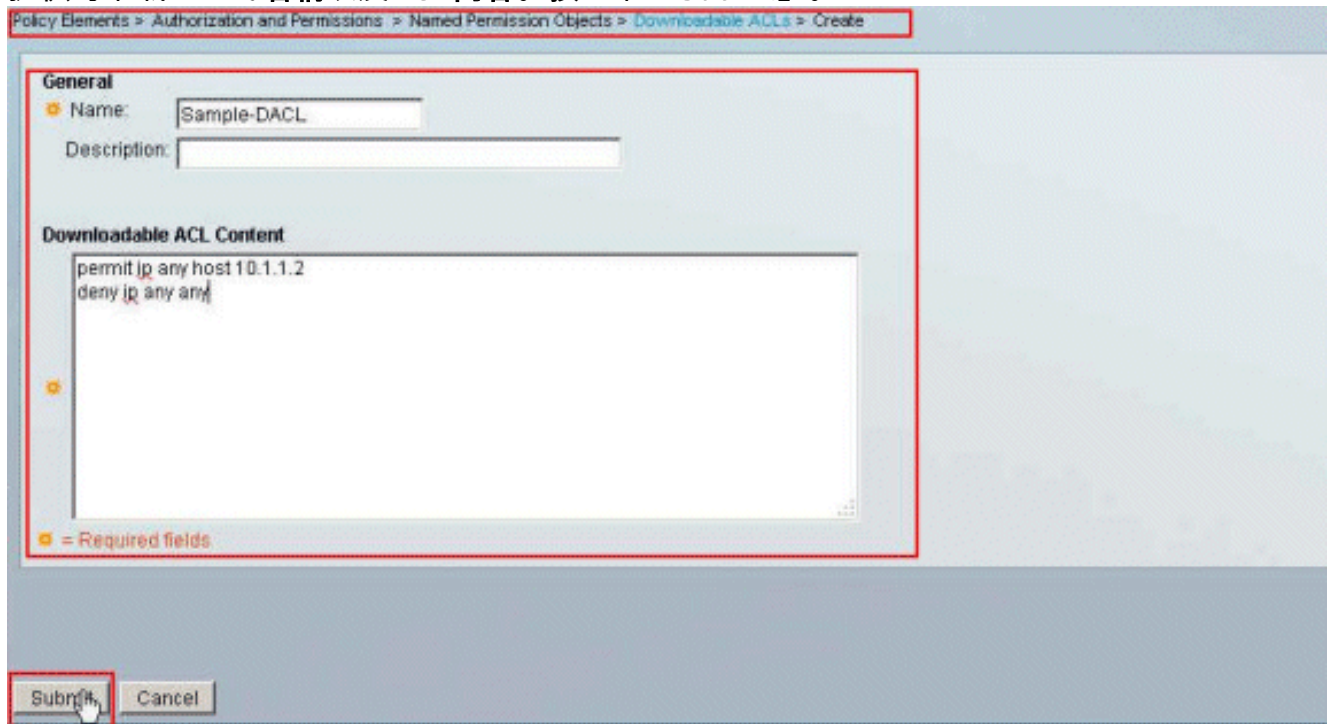 Policy Elements > Authorization and Permissions > Named Permission Objects > Downloadable ACLs > Create
General
Name: Sample-DACL
Description:
Downloadable ACL Content
permit ip any host 10.1.1.2
deny ip any any
= Required fields
Submit Cancel